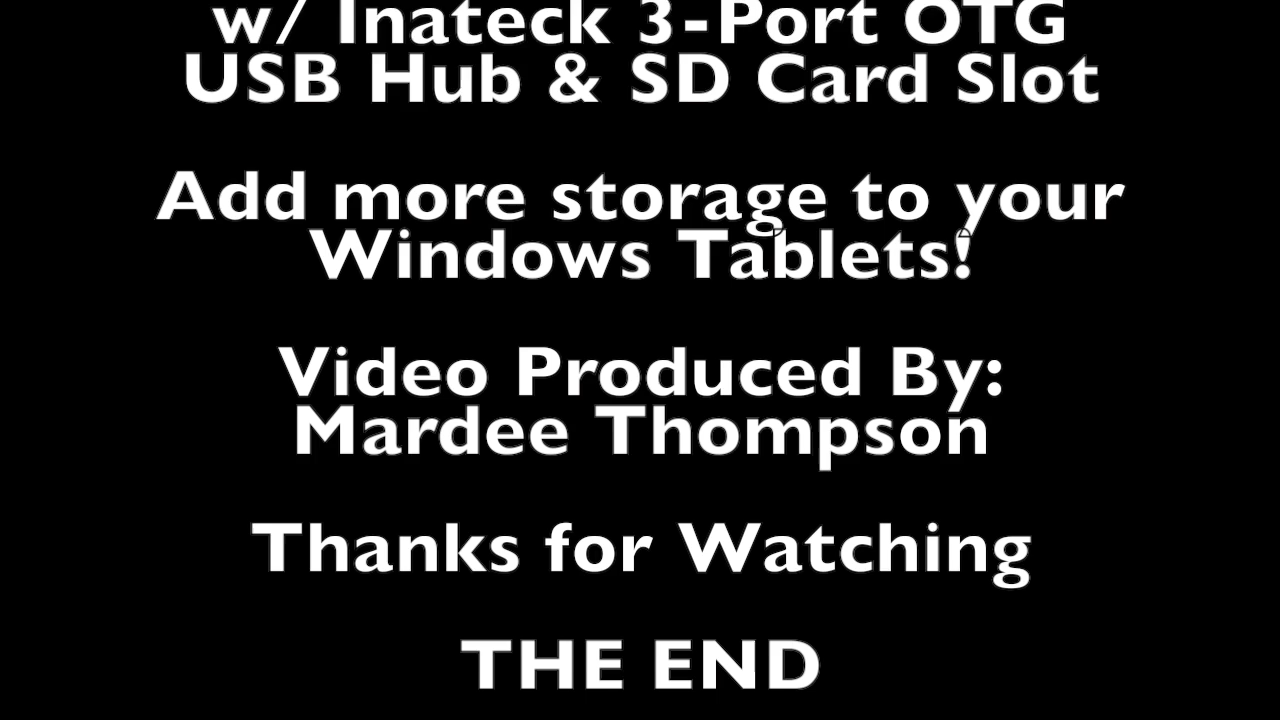 w/ Inateck 3-Port OTG
USB Hub & SD Card Slot
Add more storage to your
Windows Tablets!
Video Produced By:
Mardee Thompson
Thanks for Watching
THE END